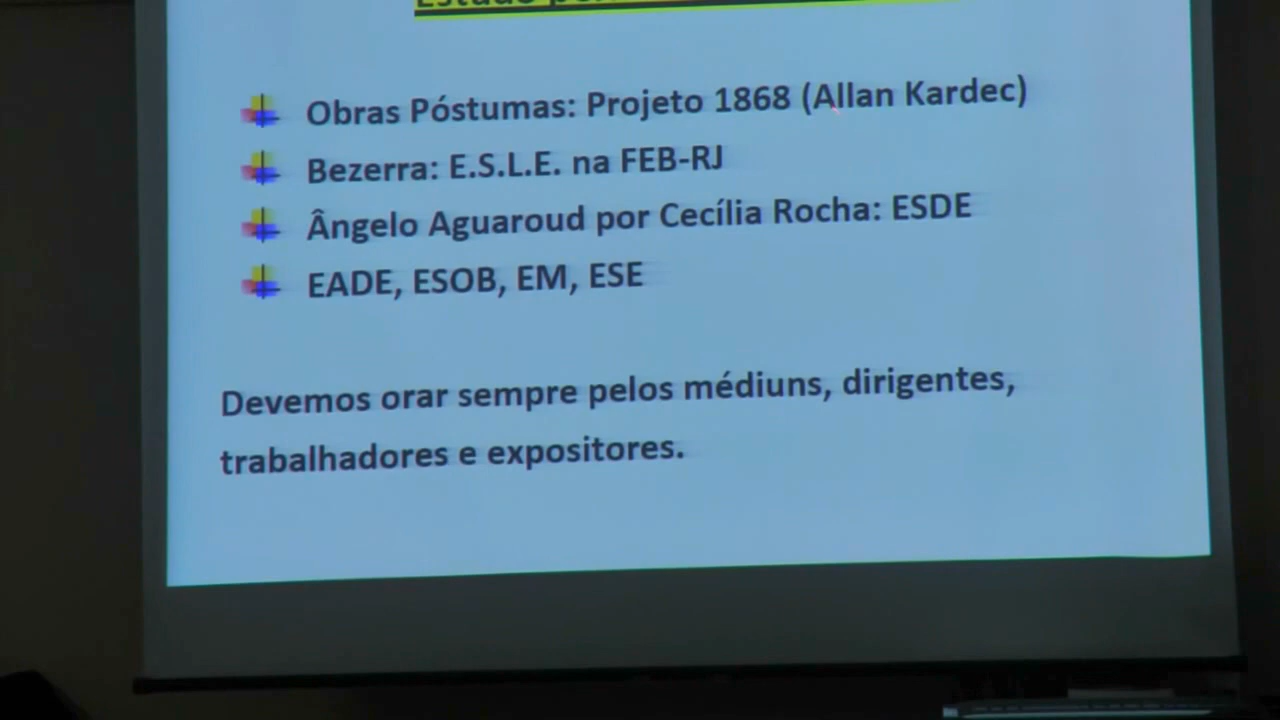 Estudo
Obras Póstumas: Projeto 1868 (Allan Kardec)
Bezerra: E.S.L.E. na FEB-RJ
Ângelo Aguaroud por Cecília Rocha: ESDE
EADE, ESOB, EM, ESE
Devemos orar sempre pelos médiuns, dirigentes,
trabalhadores e expositores.